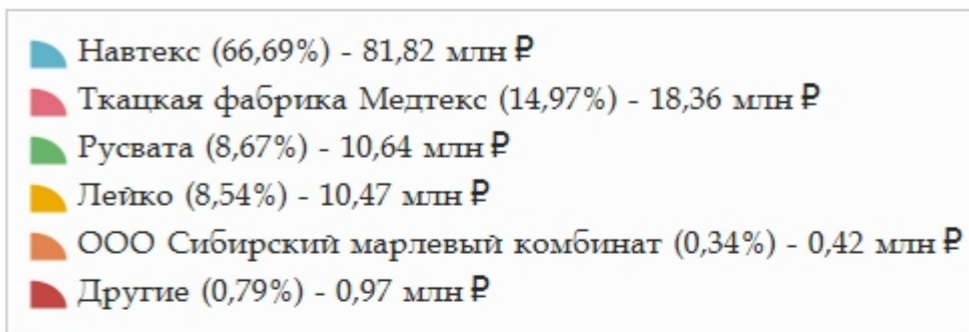 Навтекс (66,69%) - 81,82 млн ₽
Ткацкая фабрика Медтекс (14,97%) - 18,36 млн ₽
Русвата (8,67%) - 10,64 млн ₽
Лейко (8,54%) - 10,47 млн ₽
ООО Сибирский марлевый комбинат (0,34%) - 0,42 млн ₽
Другие (0,79%) - 0,97 млн ₽